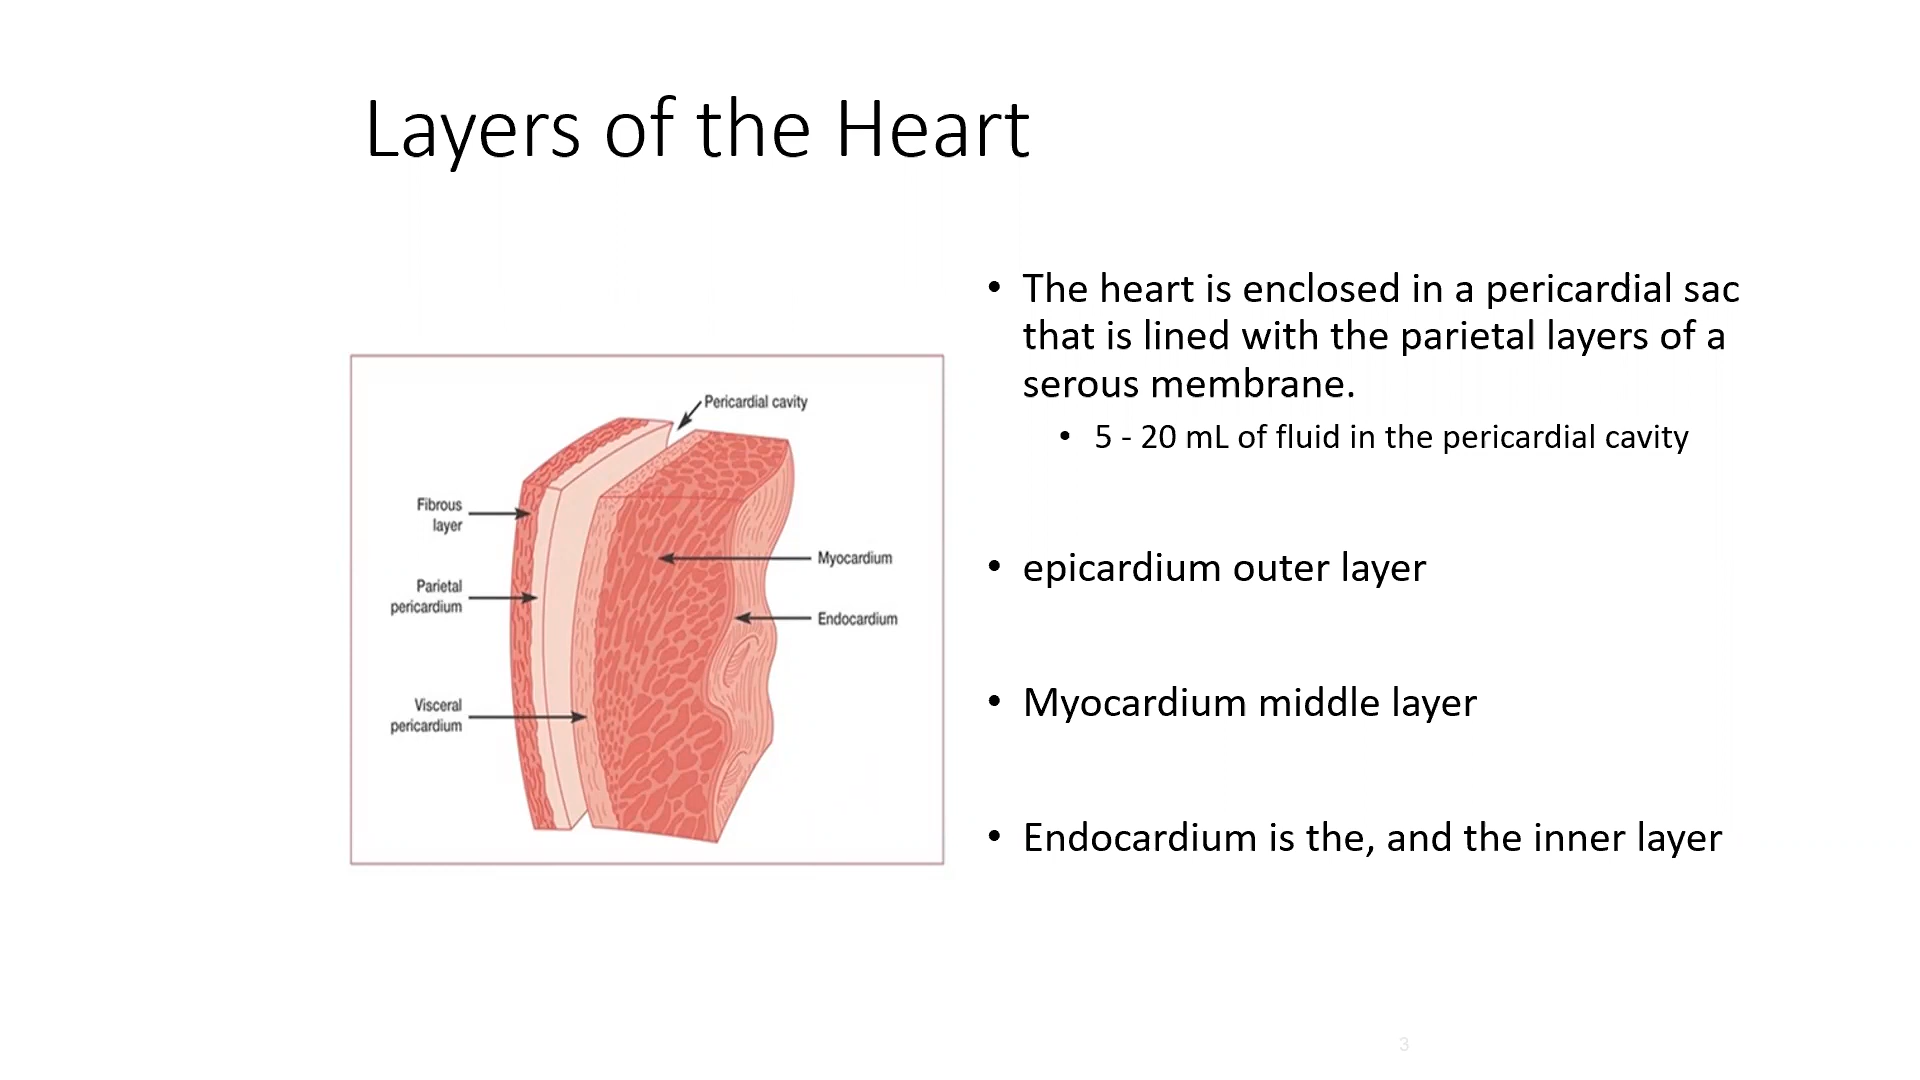 Layers of the Heart
Pericardial cavity
Fibrous
layer
Parietal
pericardium
Visceral
pericardium
Myocardium
Endocardium
• The heart is enclosed in a pericardial sac
that is lined with the parietal layers of a
serous membrane.
• 5 - 20 mL of fluid in the pericardial cavity
• epicardium outer layer
• Myocardium middle layer
• Endocardium is the, and the inner layer
3